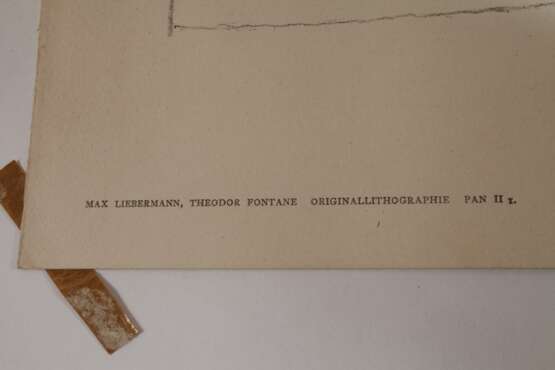 MAX LIEBERMANN, THEODOR FONTANE ORIGINALLITHOGRAPHIE PAN II 1.